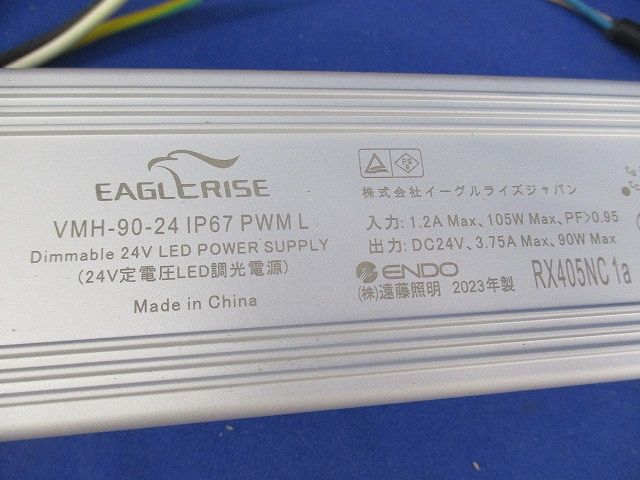 EAGLERISE
VMH-90-24 IP67 PWM L
Dimmable 24V LED POWER SUPPLY
(24V定電圧LED調光電源)
Made in China
PS
E
株式会社イーグルライズジャパン
入力: 1.2A Max, 105W Max, PF>0.95
出力: DC24V, 3.75A Max, 90W Max
ENDO
(株)遠藤照明 2023年製
RX405NC 1a